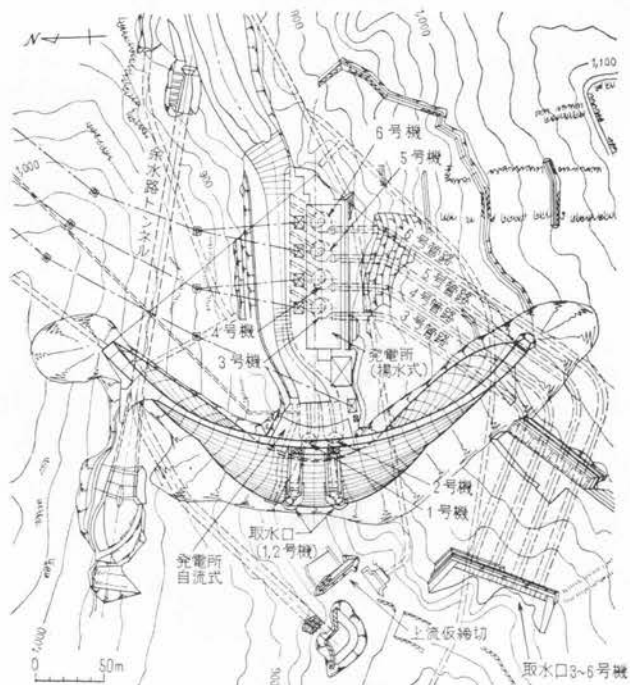 N
900
800
900
1,000
1,100
6号機
5号機
1,000
900
余水路トンネル
6号管路
5号管路
4号管路
3号管路
4号機
3号機
発電所
(揚水式)
2号機
1号機
取水口
(1,2号機)
発電所
自流式
上流仮締切
取水口3~6号機
1,000
900
0
50m